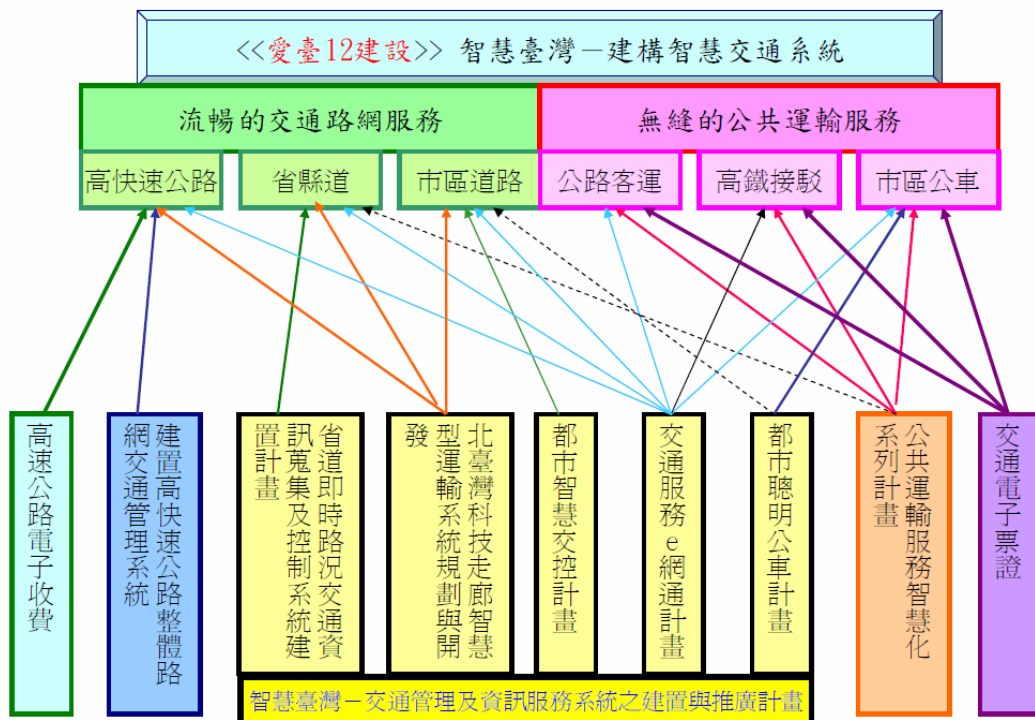 <<愛臺12建設>> 智慧臺灣－建構智慧交通系統
流暢的交通路網服務
無縫的公共運輸服務
高快速公路
省縣道
市區道路
公路客運
高鐵接駁
市區公車
高速公路電子收費
建置高快速公路整體路
網交通管理系統
省道即時路況交通資
訊蒐集及控制系統建
置計畫
北臺灣科技走廊智慧
型運輸系統規劃與開
發
都市智慧交控計畫
交通服務e網通計畫
都市聰明公車計畫
公共運輸服務智慧化
系列計畫
交通電子票證
智慧臺灣－交通管理及資訊服務系統之建置與推廣計畫